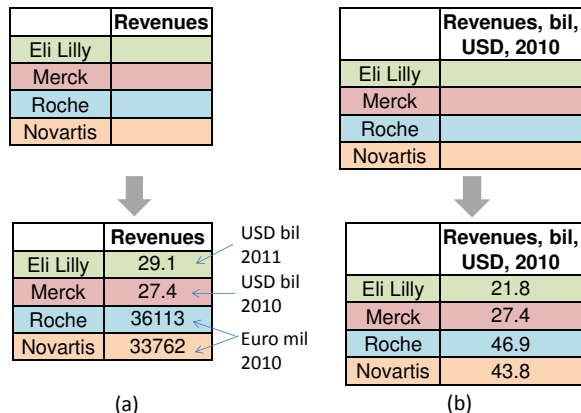 Revenues
Eli Lilly
Merck
Roche
Novartis
Revenues
Eli Lilly 29.1
Merck 27.4
Roche 36113
Novartis 33762
USD bil
2011
USD bil
2010
Euro mil
2010
(a)
Revenues, bil,
USD, 2010
Eli Lilly
Merck
Roche
Novartis
Revenues, bil,
USD, 2010
Eli Lilly 21.8
Merck 27.4
Roche 46.9
Novartis 43.8
(b)